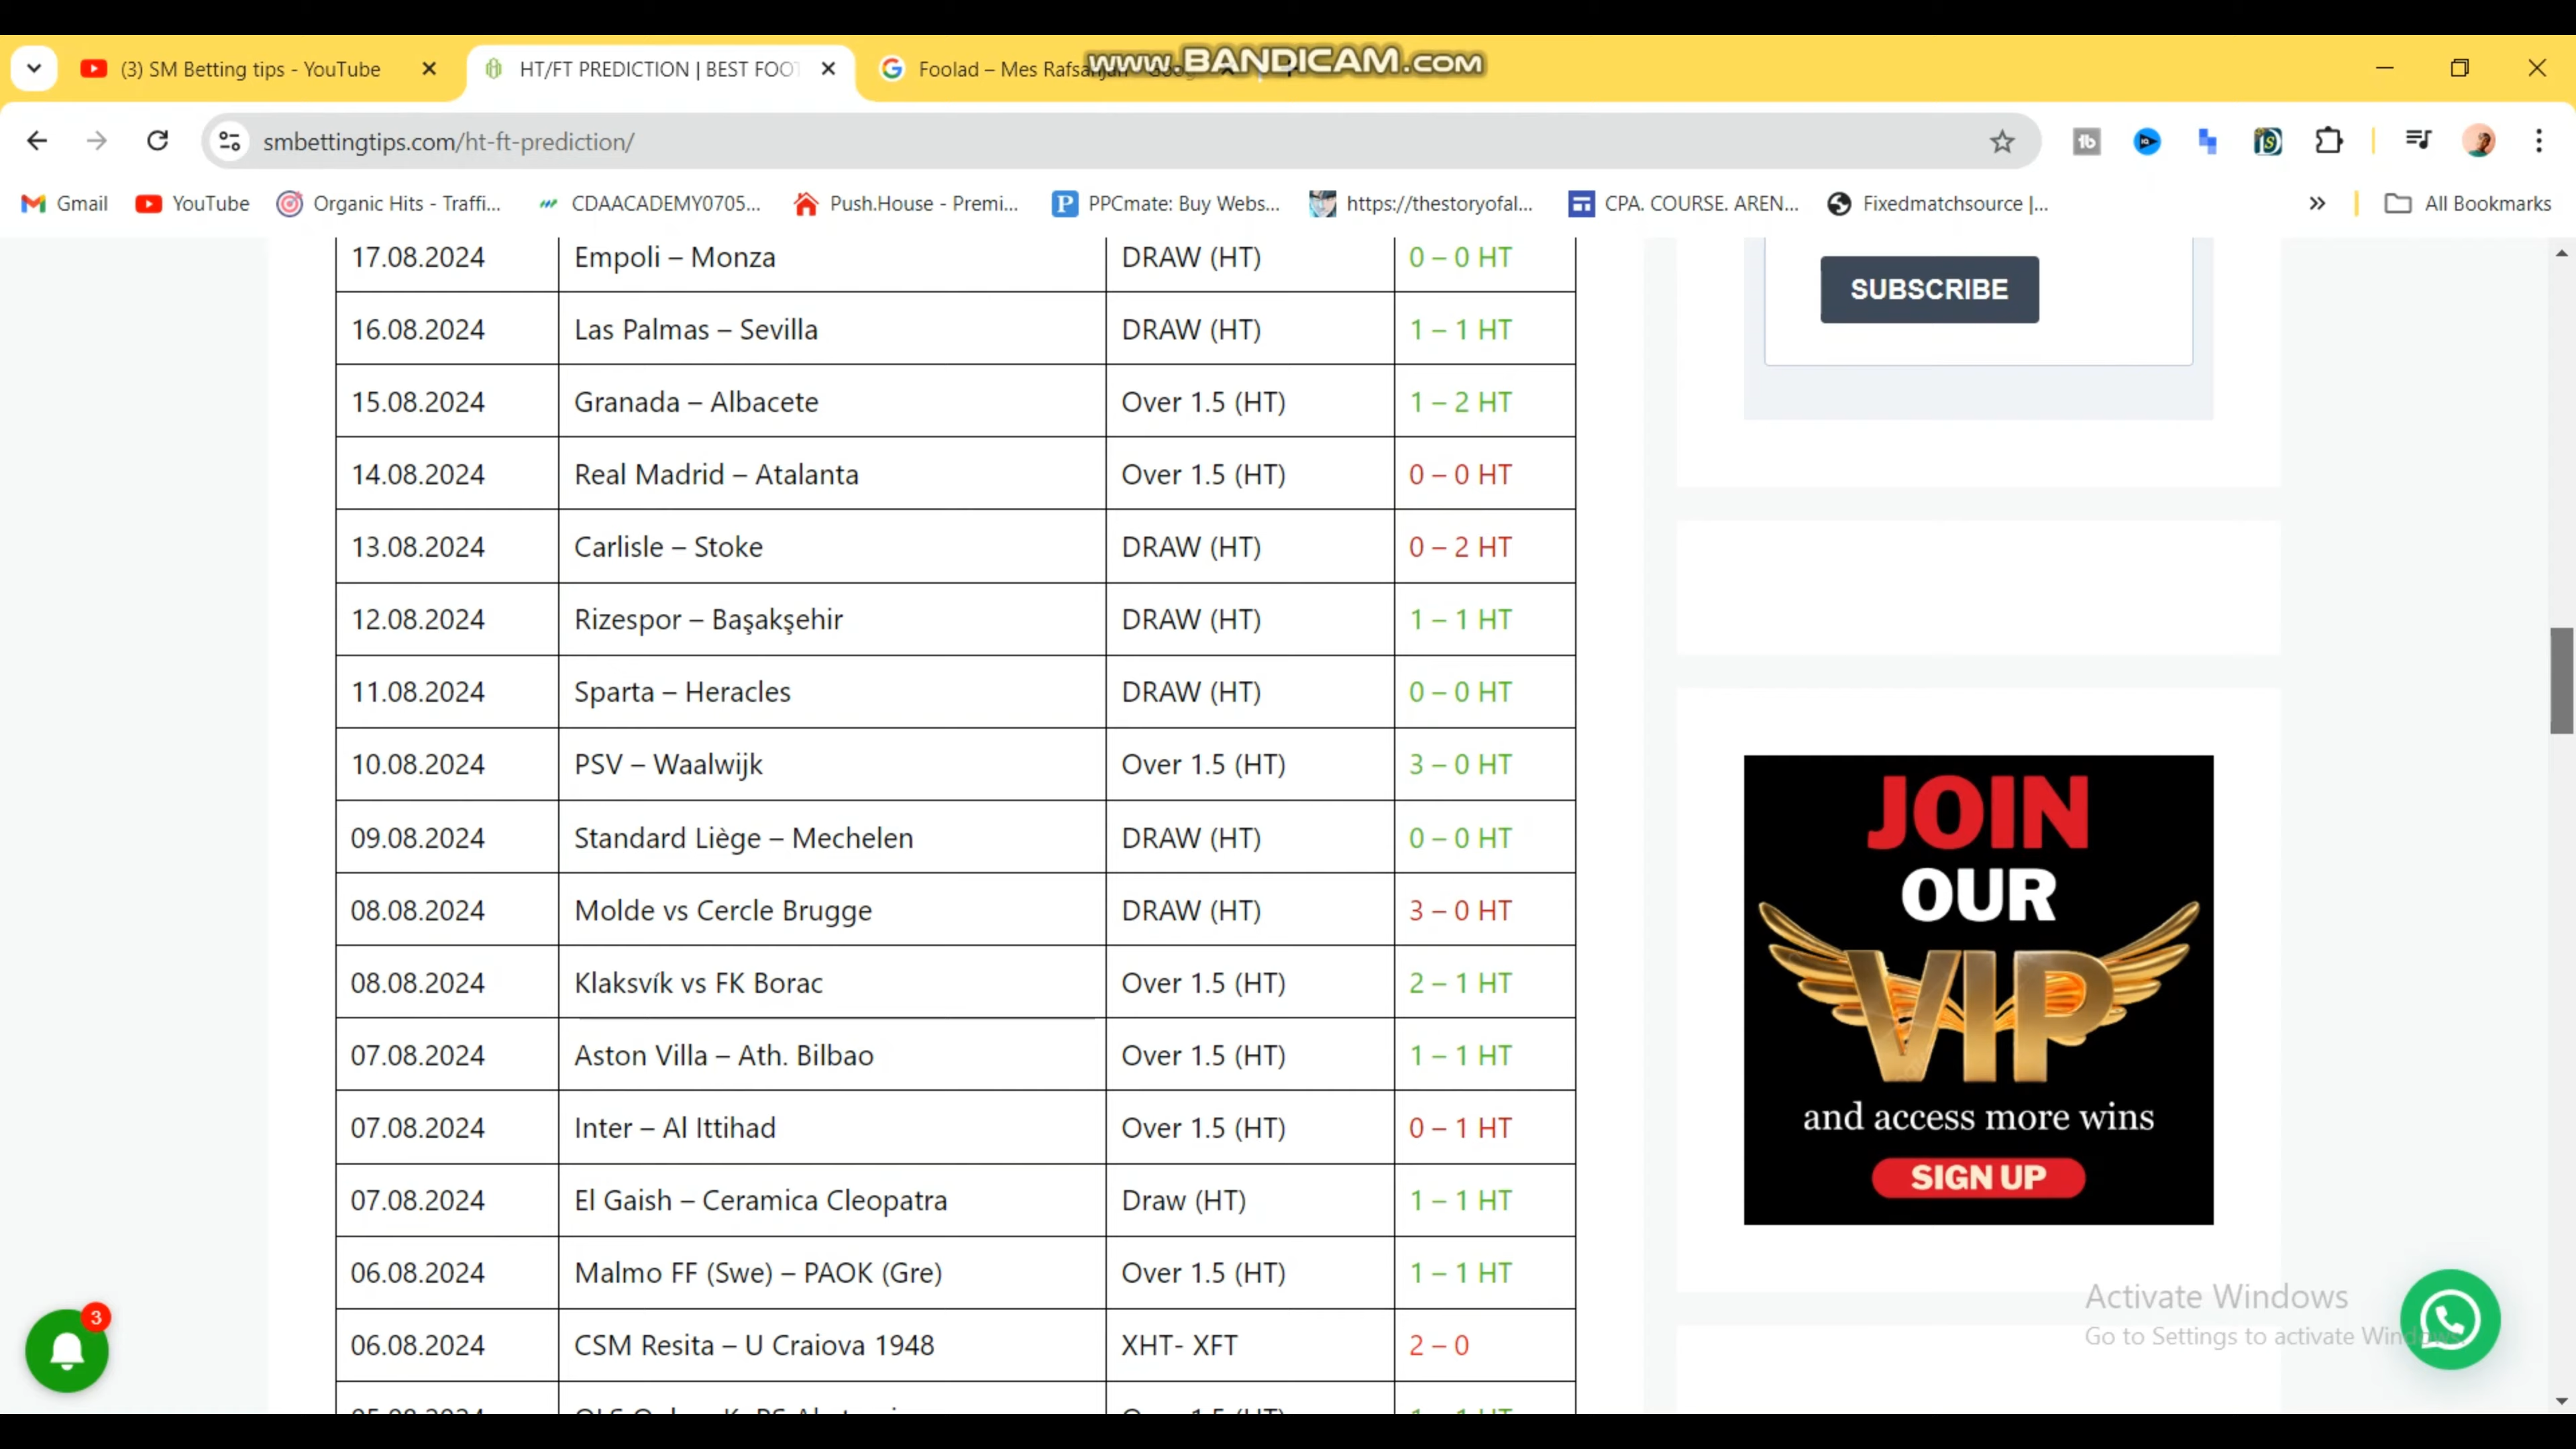 www.BANDICAM.com
(3) SM Betting tips - YouTube
HT/FT PREDICTION | BEST FOOT
Foolad – Mes Rafsanjan - Goog
smbettingtips.com/ht-ft-prediction/
Gmail YouTube Organic Hits - Traffi... CDAACADEMY0705... Push.House - Premi... PPCmate: Buy Webs... https://thestoryofal... CPA. COURSE. AREN... Fixedmatchsource |... » All Bookmarks
17.08.2024 Empoli – Monza DRAW (HT) 0 – 0 HT
16.08.2024 Las Palmas – Sevilla DRAW (HT) 1 – 1 HT
15.08.2024 Granada – Albacete Over 1.5 (HT) 1 – 2 HT
14.08.2024 Real Madrid – Atalanta Over 1.5 (HT) 0 – 0 HT
13.08.2024 Carlisle – Stoke DRAW (HT) 0 – 2 HT
12.08.2024 Rizespor – Başakşehir DRAW (HT) 1 – 1 HT
11.08.2024 Sparta – Heracles DRAW (HT) 0 – 0 HT
10.08.2024 PSV – Waalwijk Over 1.5 (HT) 3 – 0 HT
09.08.2024 Standard Liège – Mechelen DRAW (HT) 0 – 0 HT
08.08.2024 Molde vs Cercle Brugge DRAW (HT) 3 – 0 HT
08.08.2024 Klaksvík vs FK Borac Over 1.5 (HT) 2 – 1 HT
07.08.2024 Aston Villa – Ath. Bilbao Over 1.5 (HT) 1 – 1 HT
07.08.2024 Inter – Al Ittihad Over 1.5 (HT) 0 – 1 HT
07.08.2024 El Gaish – Ceramica Cleopatra Draw (HT) 1 – 1 HT
06.08.2024 Malmo FF (Swe) – PAOK (Gre) Over 1.5 (HT) 1 – 1 HT
06.08.2024 CSM Resita – U Craiova 1948 XHT- XFT 2 – 0
SUBSCRIBE
JOIN
OUR
VIP
and access more wins
SIGN UP
Activate Windows
Go to Settings to activate Windows.
3